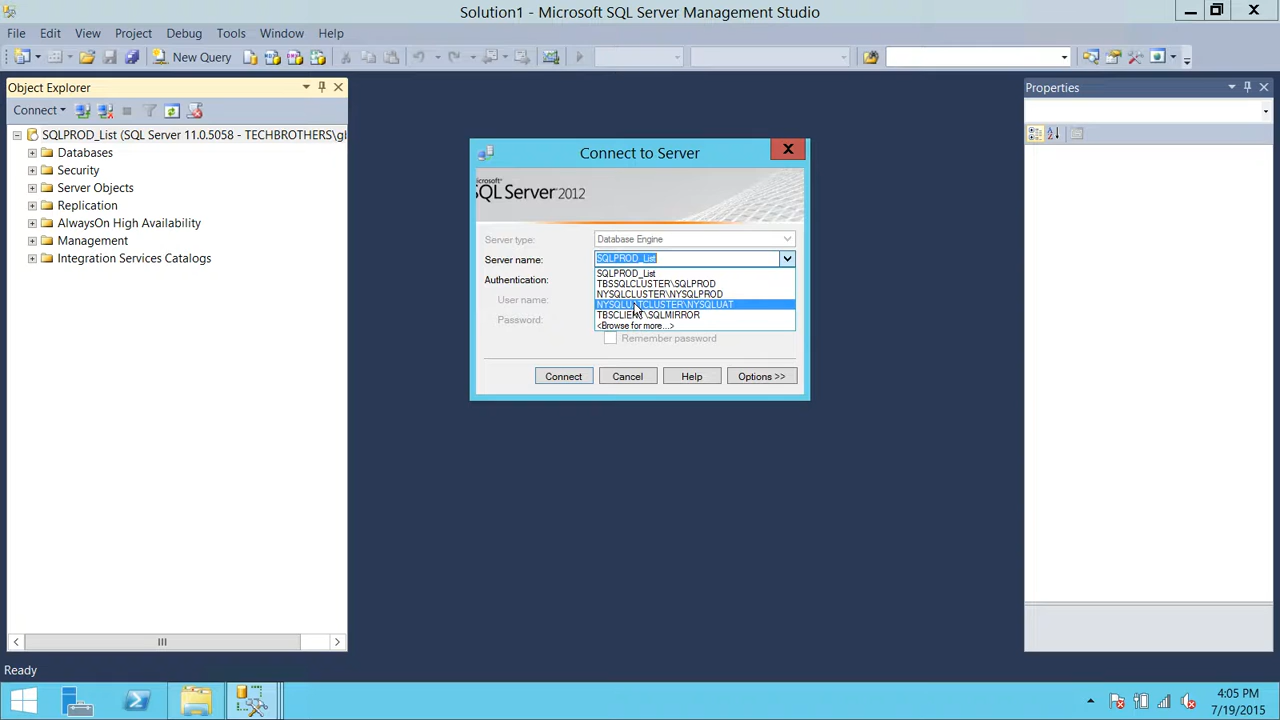 Solution1 - Microsoft SQL Server Management Studio
File Edit View Project Debug Tools Window Help
New Query
Object Explorer
Connect
SQLPROD_List (SQL Server 11.0.5058 - TECHBROTHERS\gl
Databases
Security
Server Objects
Replication
AlwaysOn High Availability
Management
Integration Services Catalogs
Connect to Server
SQL Server 2012
Server type: Database Engine
Server name: SQLPROD_List
SQLPROD_List
Authentication:
TBSSQLCLUSTER\SQLPROD
NYSQLCLUSTER\NYSQLPROD
User name:
\NYSQLUAT
\SQLMIRROR
Password:
<Browse for more...>
Remember password
Connect Cancel Help Options >>
Properties
Ready
4:05 PM
7/19/2015